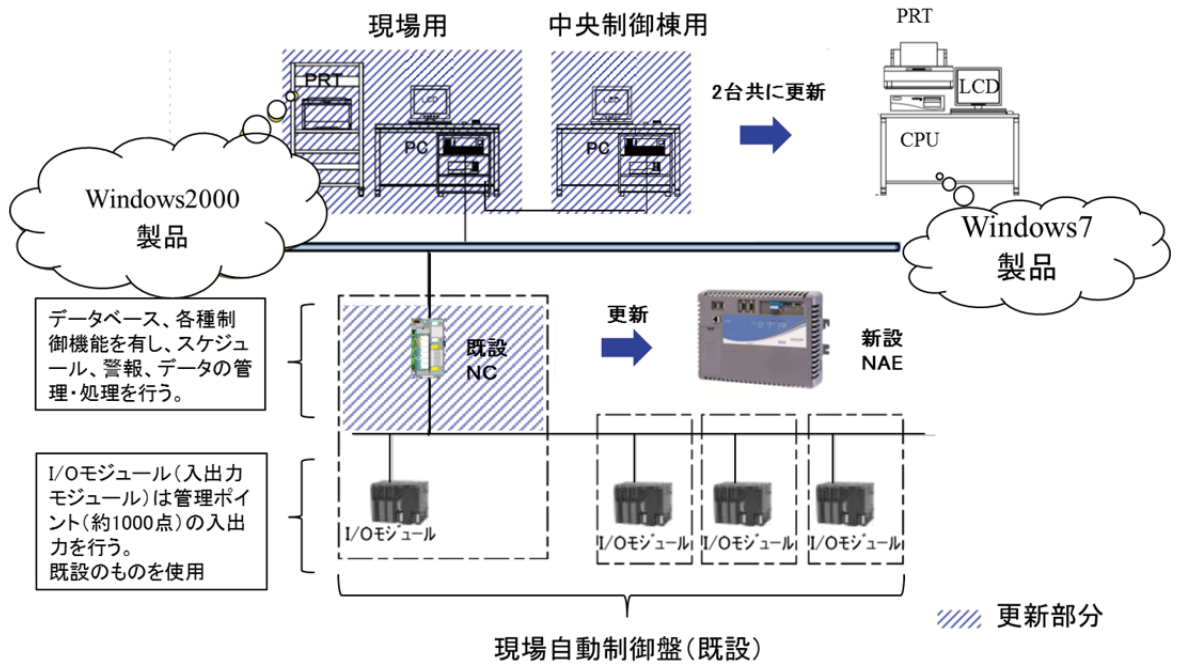 現場用
中央制御棟用
PRT
PRT
LCD
PC
LCD
PC
2台共に更新
LCD
CPU
Windows2000
製品
Windows7
製品
データベース、各種制
御機能を有し、スケジュ
ール、警報、データの管
理・処理を行う。
既設
NC
更新
新設
NAE
I/Oモジュール(入出力
モジュール)は管理ポイ
ント(約1000点)の入出
力を行う。
既設のものを使用
I/Oモジュール
I/Oモジュール
I/Oモジュール
I/Oモジュール
更新部分
現場自動制御盤(既設)